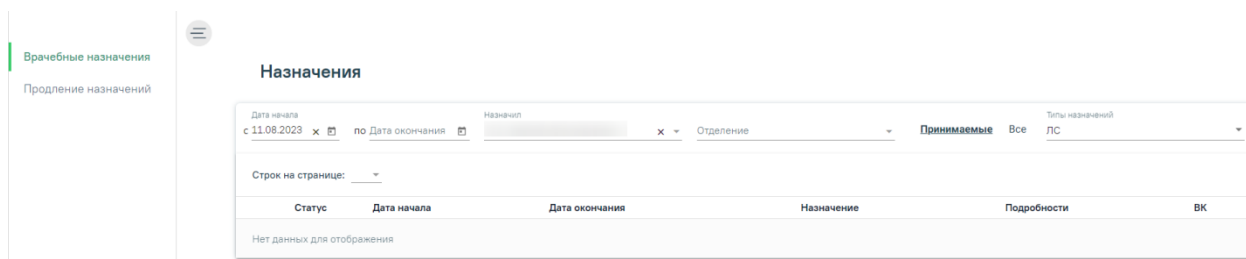 Врачебные назначения
Продление назначений
Назначения
Дата начала
с 11.08.2023 x по Дата окончания
Назначил
x
Отделение
Принимаемые Все
Типы назначений
ЛС
Строк на странице:
Статус Дата начала Дата окончания Назначение Подробности ВК
Нет данных для отображения